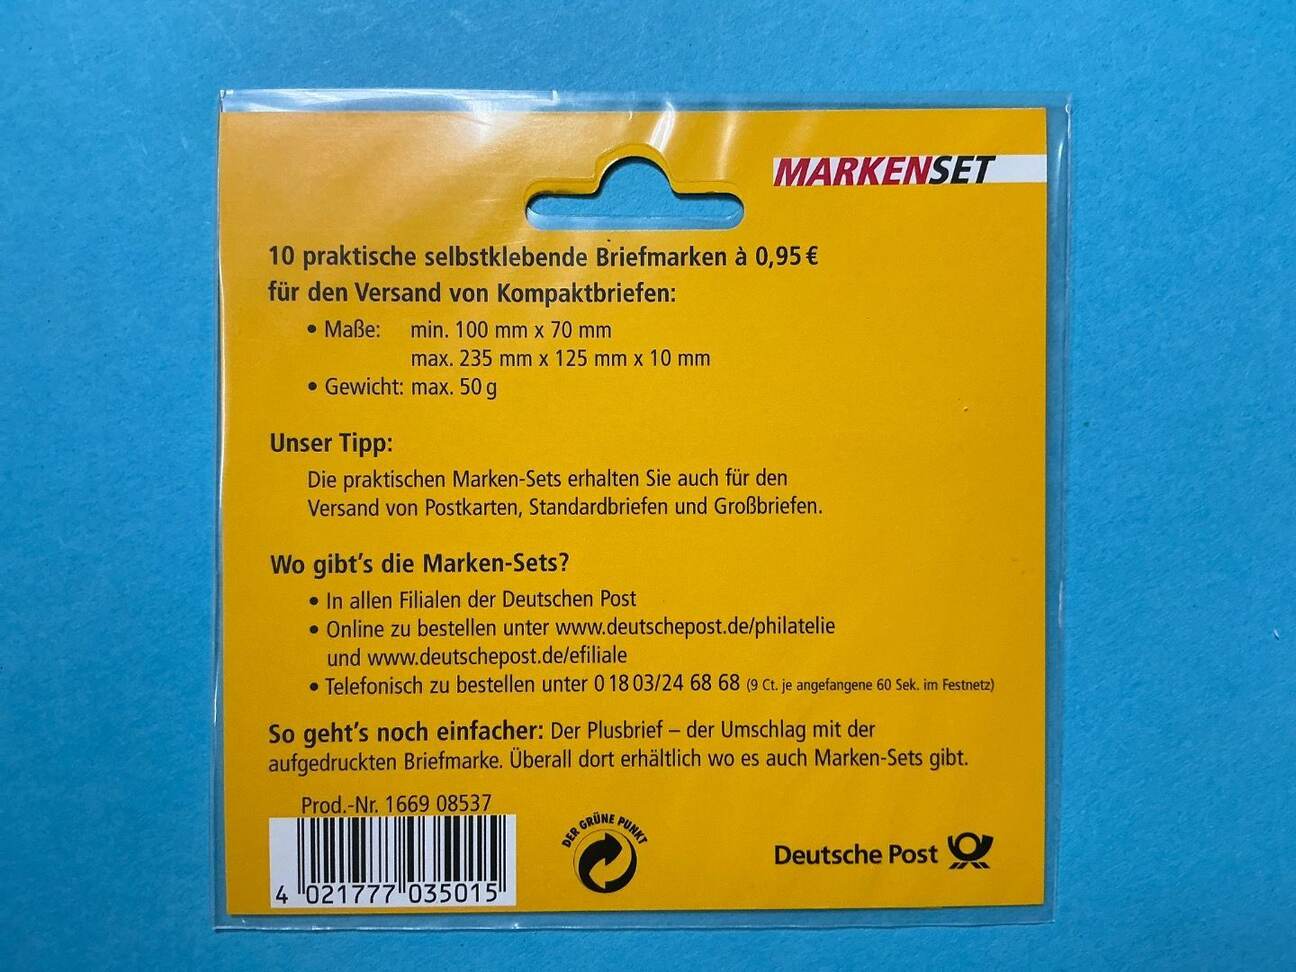 MARKENSET
10 praktische selbstklebende Briefmarken à 0,95 €
für den Versand von Kompaktbriefen:
• Maße: min. 100 mm x 70 mm
max. 235 mm x 125 mm x 10 mm
• Gewicht: max. 50 g
Unser Tipp:
Die praktischen Marken-Sets erhalten Sie auch für den
Versand von Postkarten, Standardbriefen und Großbriefen.
Wo gibt's die Marken-Sets?
• In allen Filialen der Deutschen Post
• Online zu bestellen unter www.deutschepost.de/philatelie
und www.deutschepost.de/efiliale
• Telefonisch zu bestellen unter 0 18 03/24 68 68 (9 Ct. je angefangene 60 Sek. im Festnetz)
So geht's noch einfacher: Der Plusbrief – der Umschlag mit der
aufgedruckten Briefmarke. Überall dort erhältlich wo es auch Marken-Sets gibt.
Prod.-Nr. 1669 08537
4 021777 035015
DER GRÜNE PUNKT
Deutsche Post